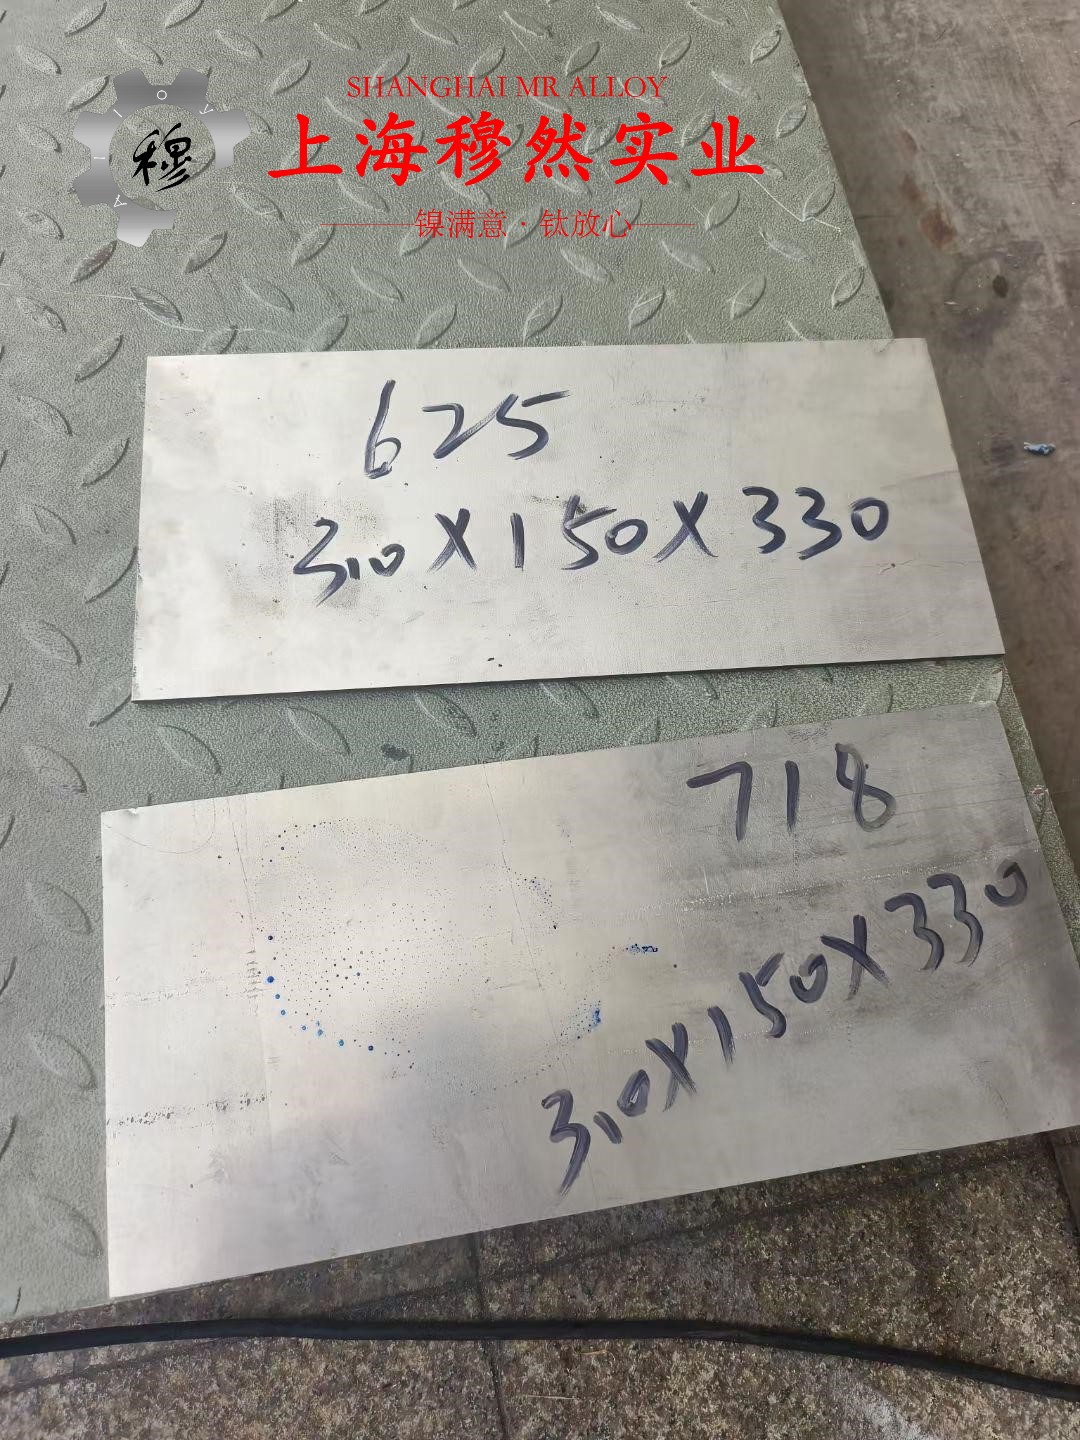 SHANGHAI MR ALLOY
穆
上海穆然实业
镍满意·钛放心
625
3.0X150X330
718
3.0X150X330